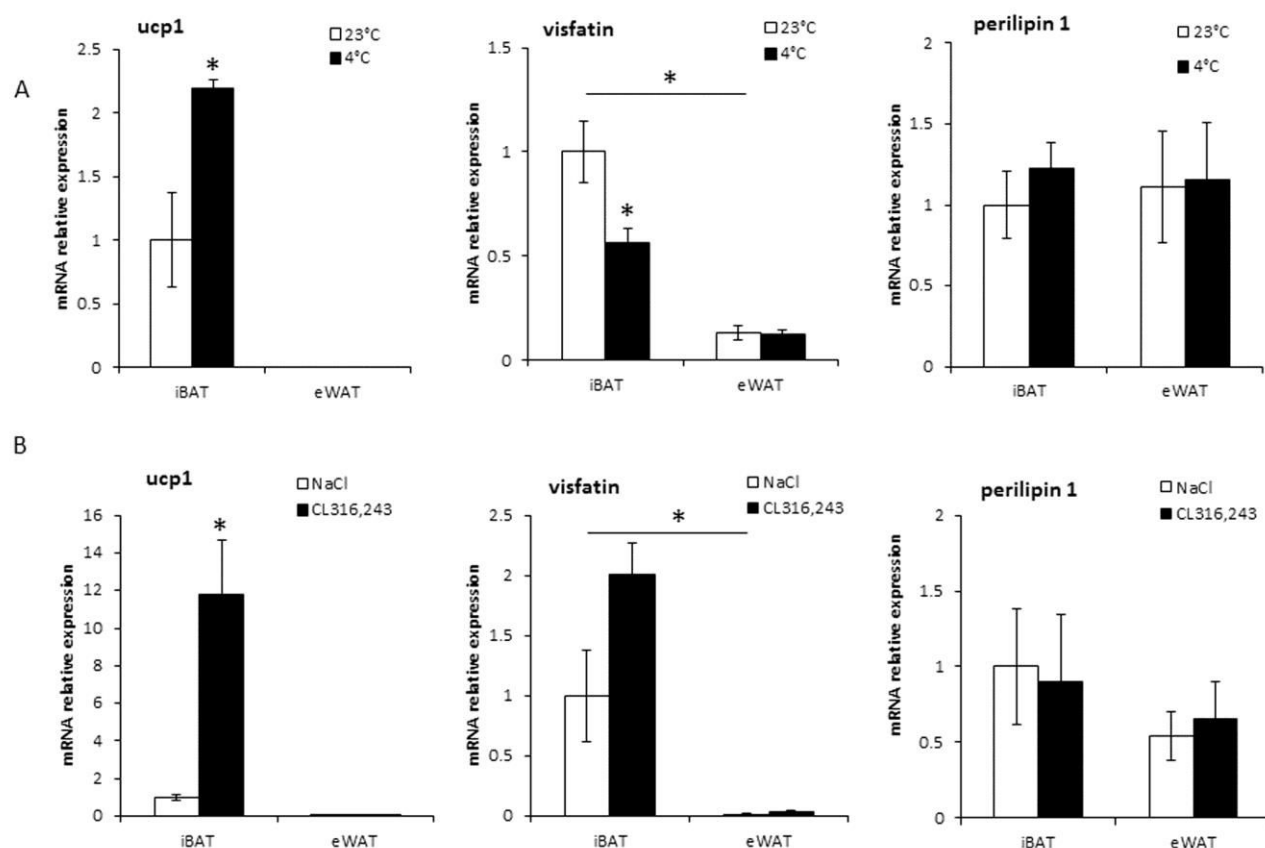 A
ucp1
23°C
4°C
mRNA relative expression
2.5
2
1.5
1
0.5
0
*
iBAT
eWAT
visfatin
23°C
4°C
mRNA relative expression
1.5
1
0.5
0
*
*
iBAT
eWAT
perilipin 1
23°C
4°C
mRNA relative expression
2
1.5
1
0.5
0
iBAT
eWAT
B
ucp1
NaCl
CL316,243
mRNA relative expression
16
14
12
10
8
6
4
2
0
*
iBAT
eWAT
visfatin
NaCl
CL316,243
mRNA relative expression
2.5
2
1.5
1
0.5
0
*
iBAT
eWAT
perilipin 1
NaCl
CL316,243
mRNA relative expression
2
1.5
1
0.5
0
iBAT
eWAT